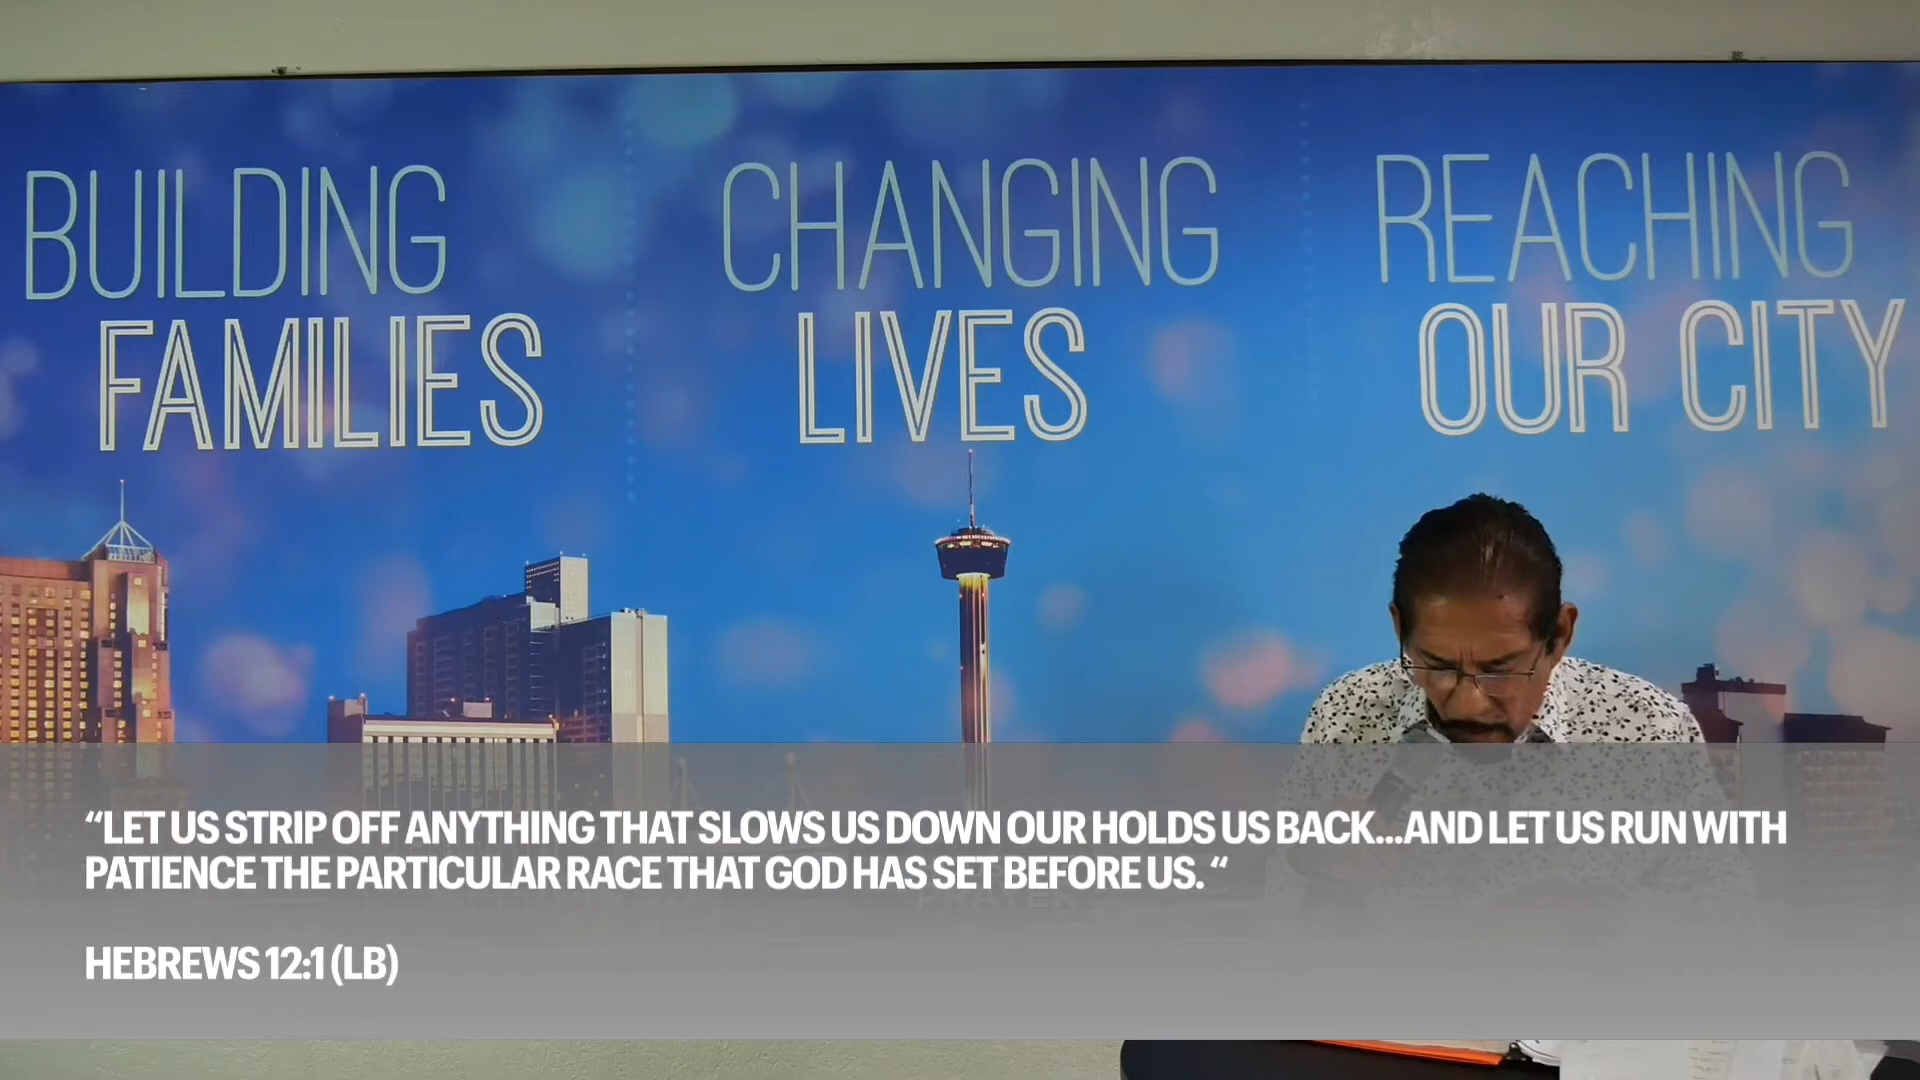 BUILDING
FAMILIES
CHANGING
LIVES
REACHING
OUR CITY
“LET US STRIP OFF ANYTHING THAT SLOWS US DOWN OUR HOLDS US BACK...AND LET US RUN WITH
PATIENCE THE PARTICULAR RACE THAT GOD HAS SET BEFORE US. “
HEBREWS 12:1 (LB)
PRAYER